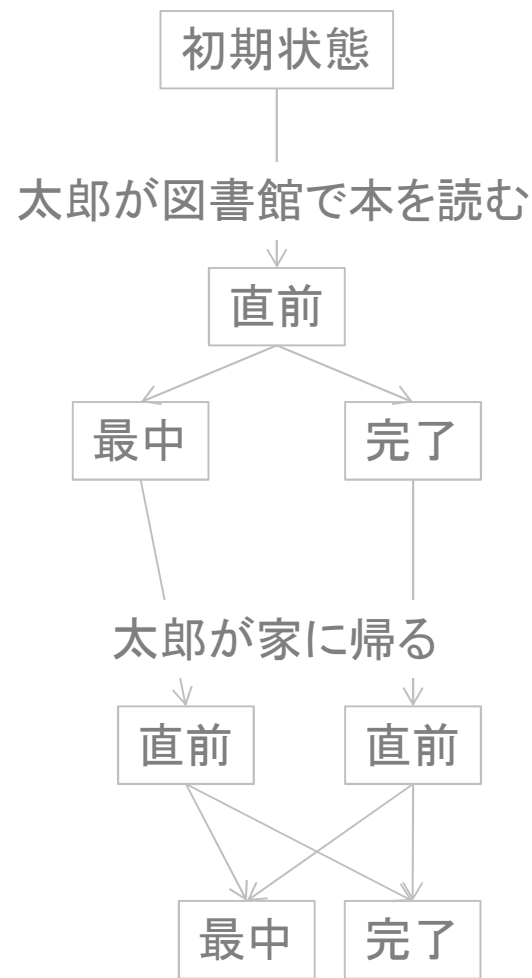 初期状態
太郎が図書館で本を読む
直前
最中 完了
太郎が家に帰る
直前 直前
最中 完了